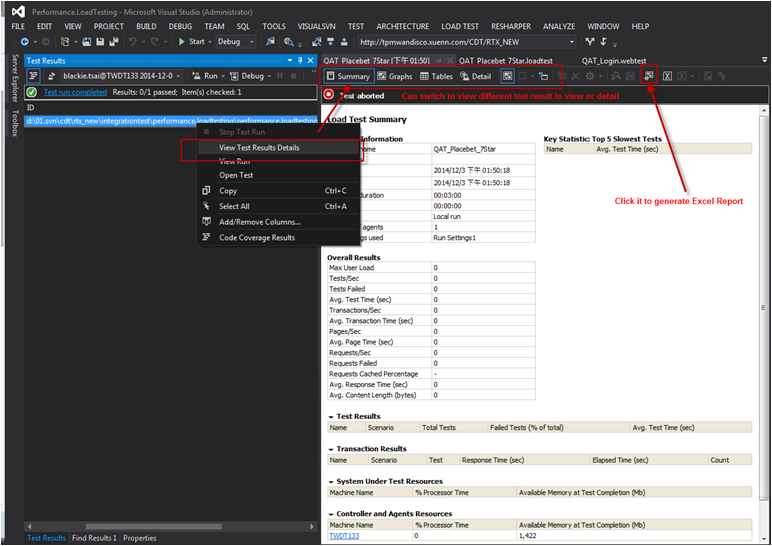 Performance.LoadTesting - Microsoft Visual Studio
FILE EDIT VIEW PROJECT BUILD DEBUG TEAM SQL TOOLS VISUALSVN TEST ARCHITECTURE LOAD TEST RESHARPER ANALYZE WINDOW HELP
Start Debug http://tpmwandisco.xuenn.com/CDT/RTX_NEW
Server Explorer
Toolbox
Test Results
blackie.tsai@TWDT133 2014-12-0 Run Debug
Test run completed Results: 0/1 passed; Item(s) checked: 1
ID
d:\01.svn\cdt\rtx_new\integrationtest\performance.loadtesting\performance.loadtesting
Stop Test Run
View Test Results Details
View Run
Open Test
Copy Ctrl+C
Select All Ctrl+A
Add/Remove Columns...
Code Coverage Results
QAT_Placebet 7Star [下午 01:50] QAT_Placebet 7Star.loadtest QAT_Login.webtest
Summary Graphs Tables Detail
Test aborted
Can switch to view different test result in view or detail
Load Test Summary
Information
name QAT_Placebet_7Star
2014/12/3 下午 01:50:18
2014/12/3 下午 01:50:18
duration 00:03:00
00:00:00
Local run
agents 1
used Run Settings1
Key Statistic: Top 5 Slowest Tests
Name Avg. Test Time (sec)
Click it to generate Excel Report
Overall Results
Max User Load 0
Tests/Sec 0
Tests Failed 0
Avg. Test Time (sec) 0
Transactions/Sec 0
Avg. Transaction Time (sec) 0
Pages/Sec 0
Avg. Page Time (sec) 0
Requests/Sec 0
Requests Failed 0
Requests Cached Percentage -
Avg. Response Time (sec) 0
Avg. Content Length (bytes) 0
Test Results
Name Scenario Total Tests Failed Tests (% of total) Avg. Test Time (sec)
Transaction Results
Name Scenario Test Response Time (sec) Elapsed Time (sec) Count
System Under Test Resources
Machine Name % Processor Time Available Memory at Test Completion (Mb)
Controller and Agents Resources
Machine Name % Processor Time Available Memory at Test Completion (Mb)
TWDT133 0 1,422
Test Results Find Results 1 Properties